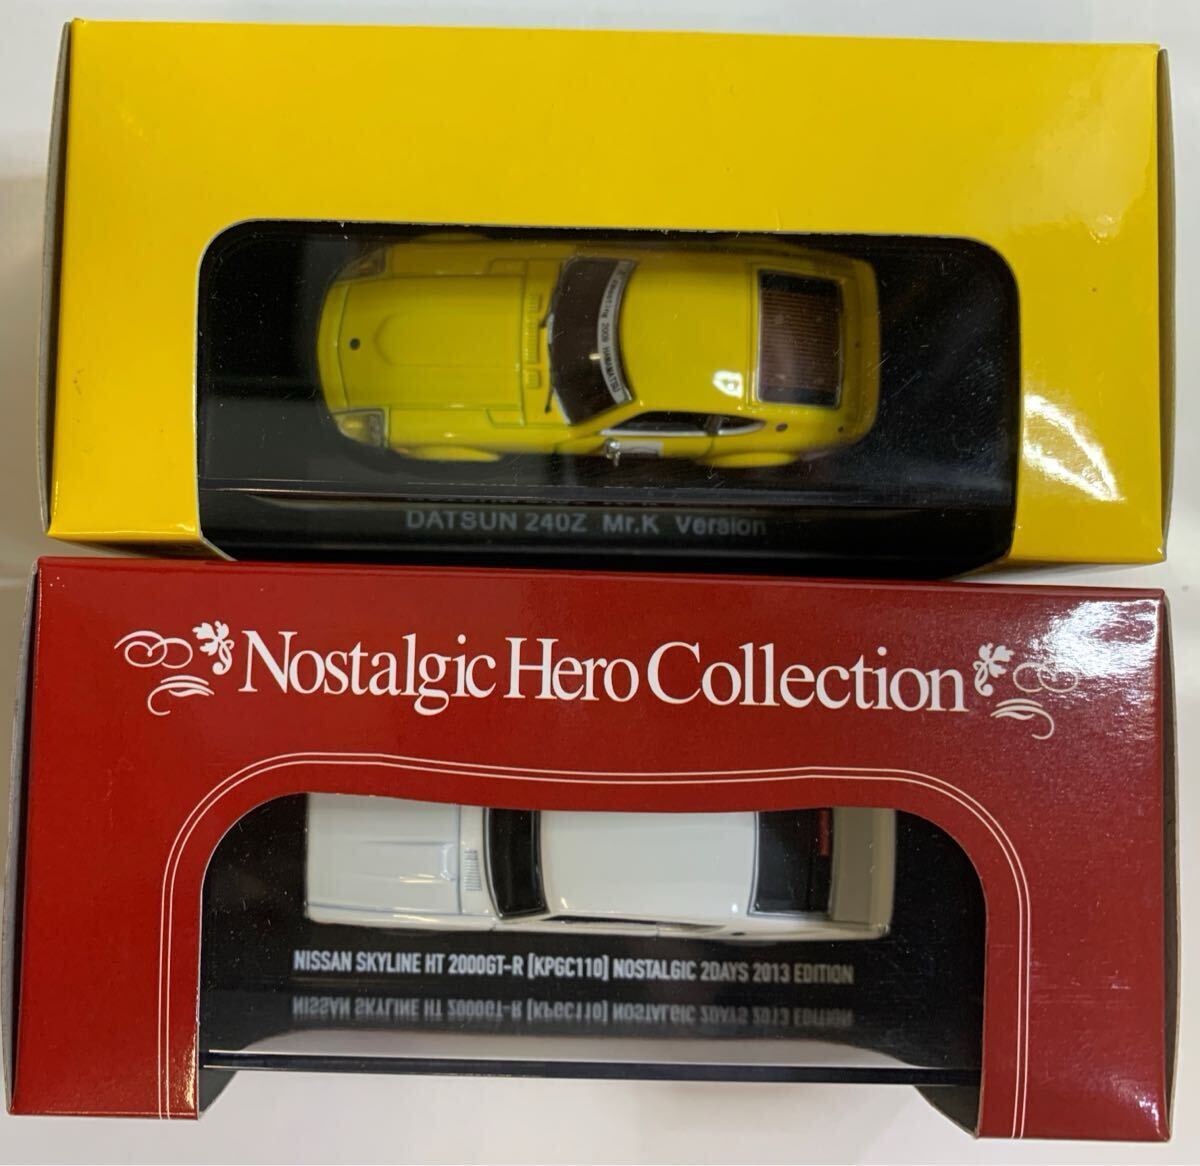 DATSUN 240Z Mr.K Version
Nostalgic Hero Collection
NISSAN SKYLINE HT 2000GT-R [KPGC110] NOSTALGIC 2DAYS 2013 EDITION